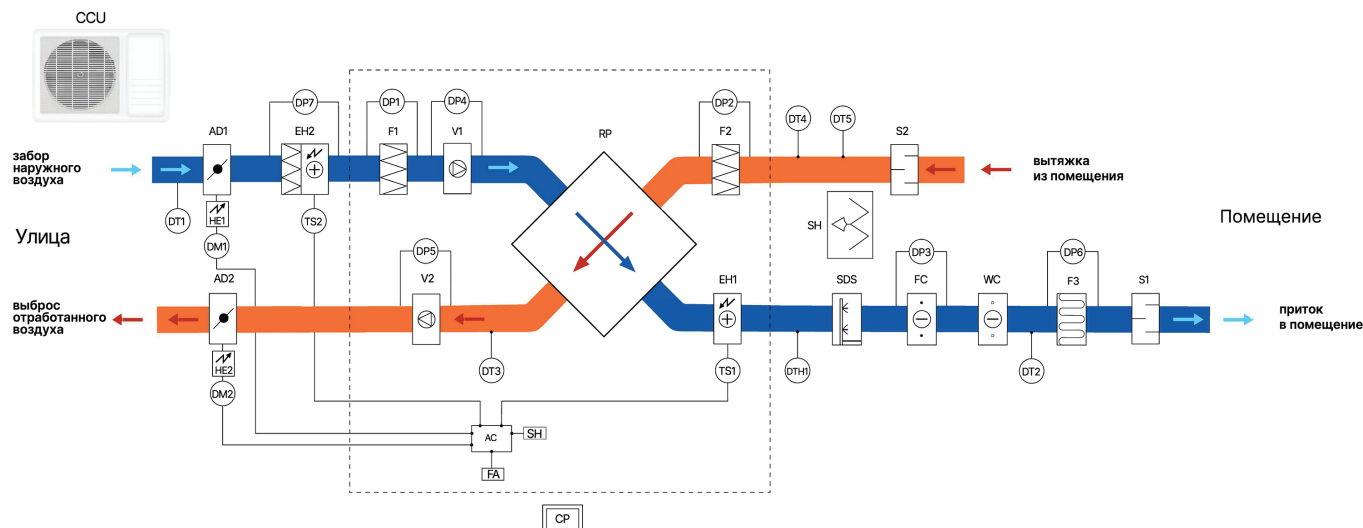 CCU
DP7
DP1
DP4
DP2
AD1
EH2
F1
V1
RP
F2
DT4
DT5
S2
забор
наружного
воздуха
вытяжка
из помещения
DT1
HE1
TS2
DM1
SH
Помещение
Улица
DP5
DP3
DP6
AD2
V2
EH1
SDS
FC
WC
F3
S1
выброс
отработанного
воздуха
приток
в помещение
HE2
DT3
TS1
DTH1
DT2
DM2
AC
SH
FA
CP